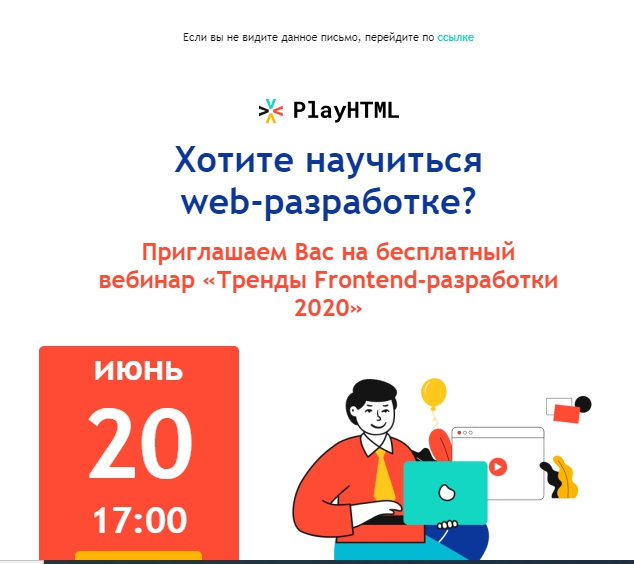 Если вы не видите данное письмо, перейдите по ссылке
PlayHTML
Хотите научиться
web-разработке?
Приглашаем Вас на бесплатный
вебинар «Тренды Frontend-разработки
2020»
июнь
20
17:00